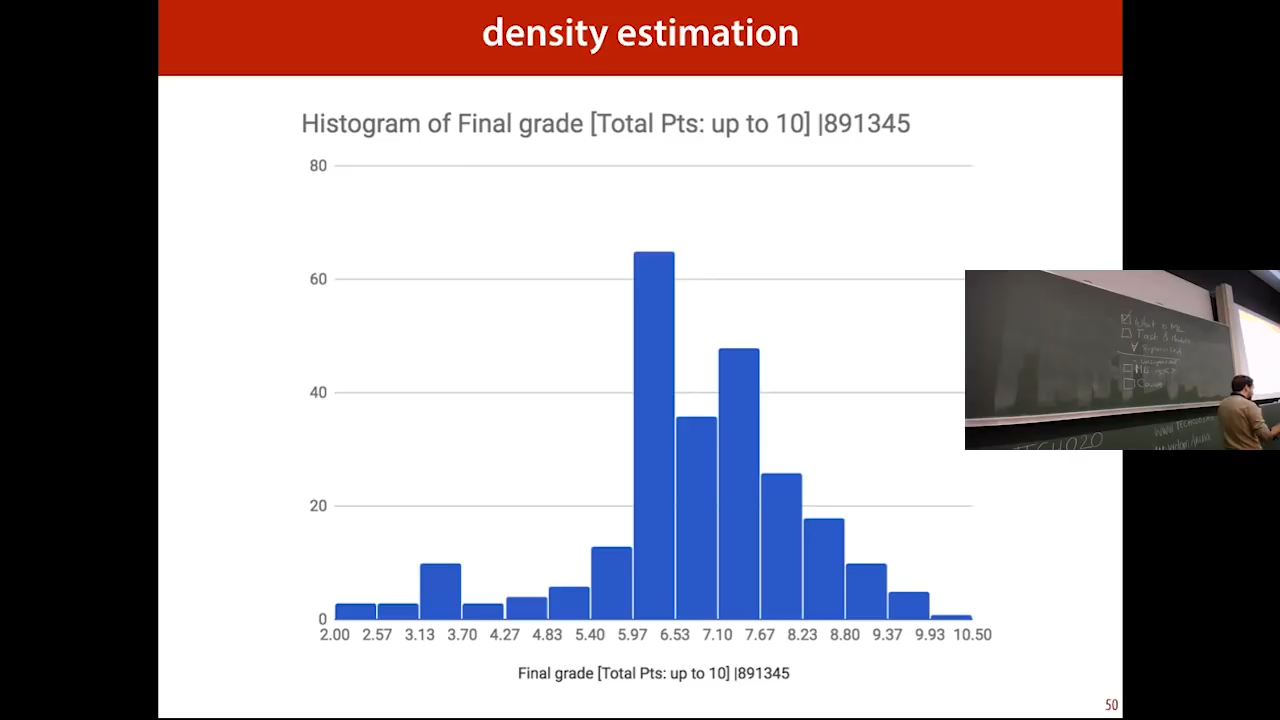 density estimation
Histogram of Final grade [Total Pts: up to 10] |891345
80
60
40
20
0
2.00 2.57 3.13 3.70 4.27 4.83 5.40 5.97 6.53 7.10 7.67 8.23 8.80 9.37 9.93 10.50
Final grade [Total Pts: up to 10] |891345
50